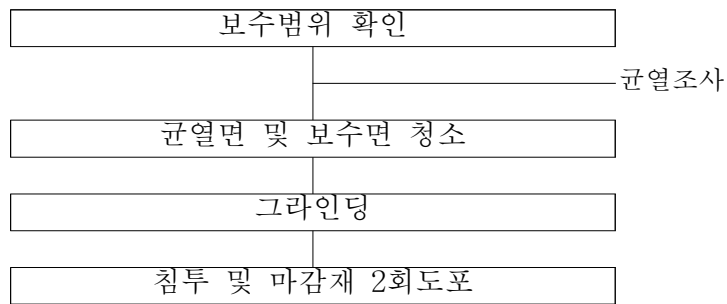 보수범위 확인
균열조사
균열면 및 보수면 청소
그라인딩
침투 및 마감재 2회도포